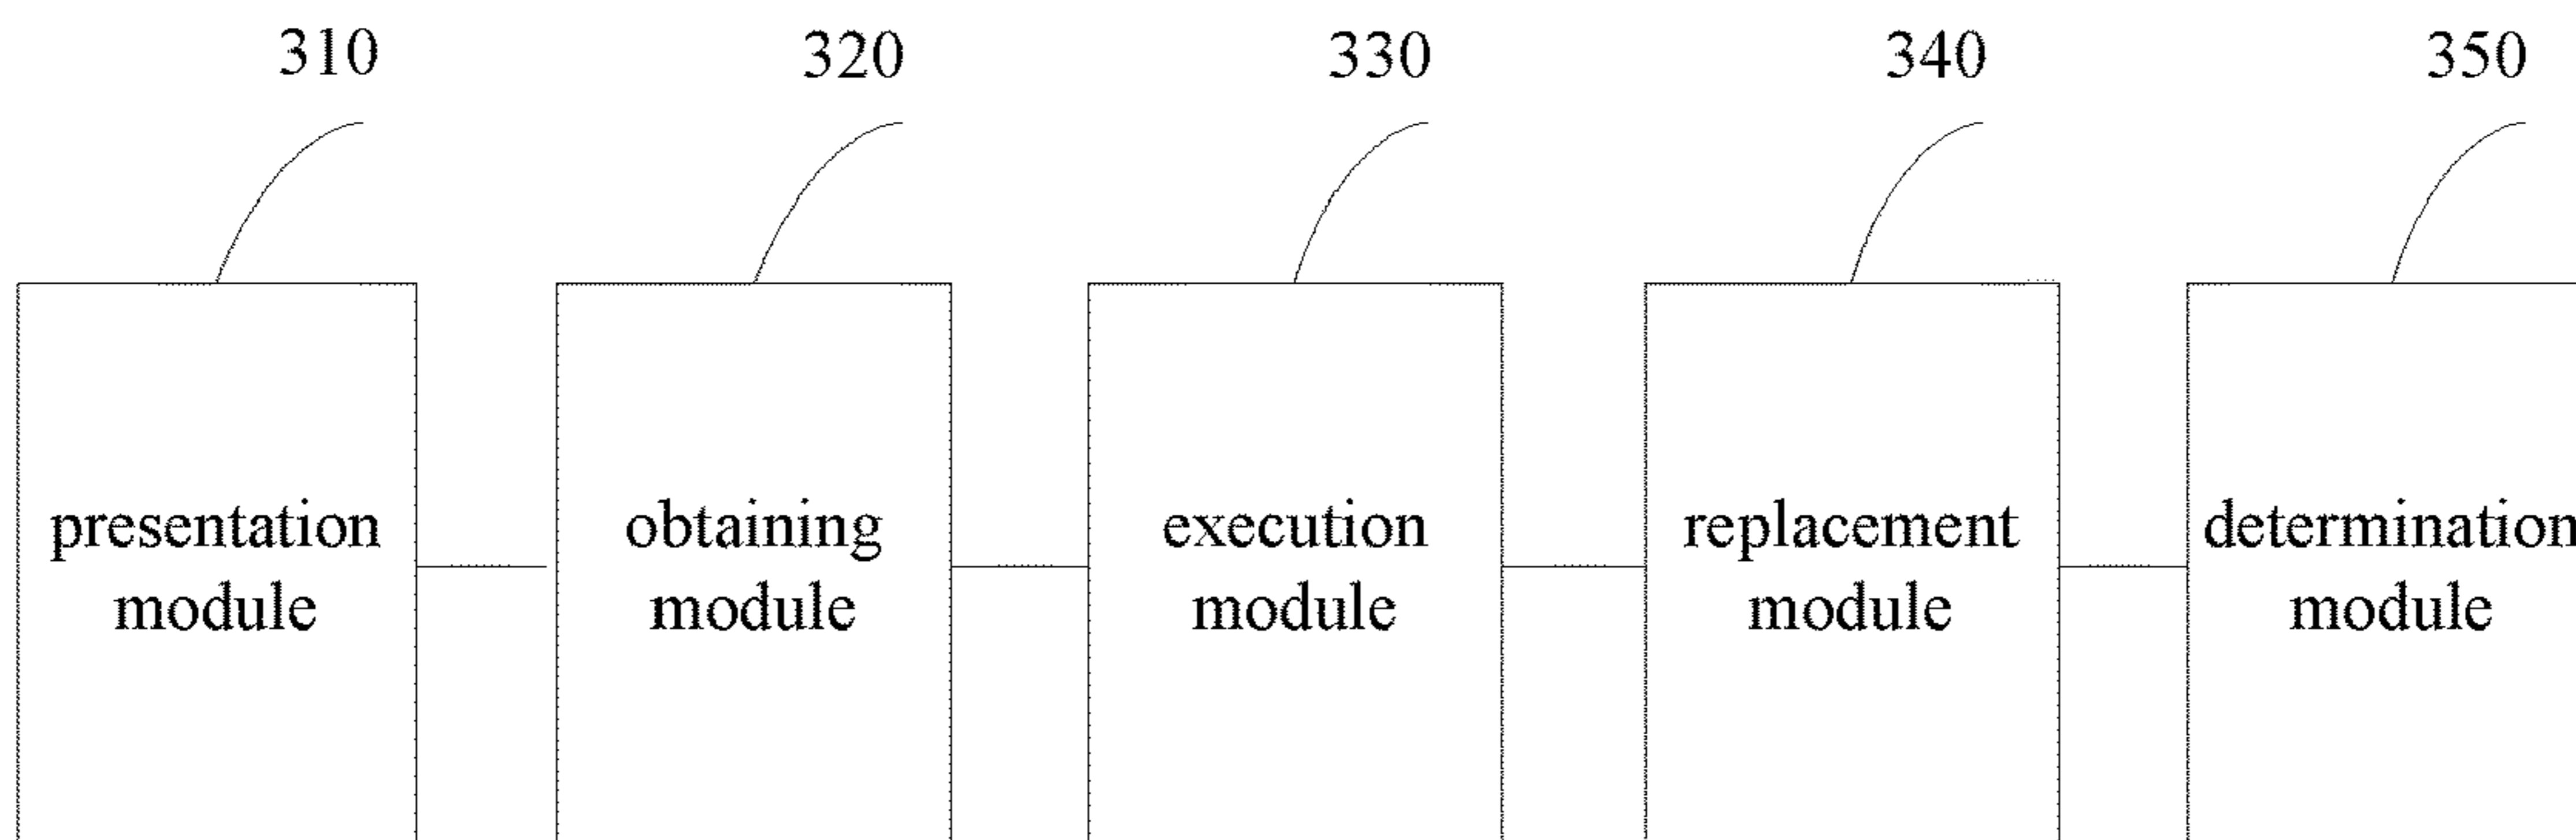 310
320
330
340
350
presentation
module
obtaining
module
execution
module
replacement
module
determination
module